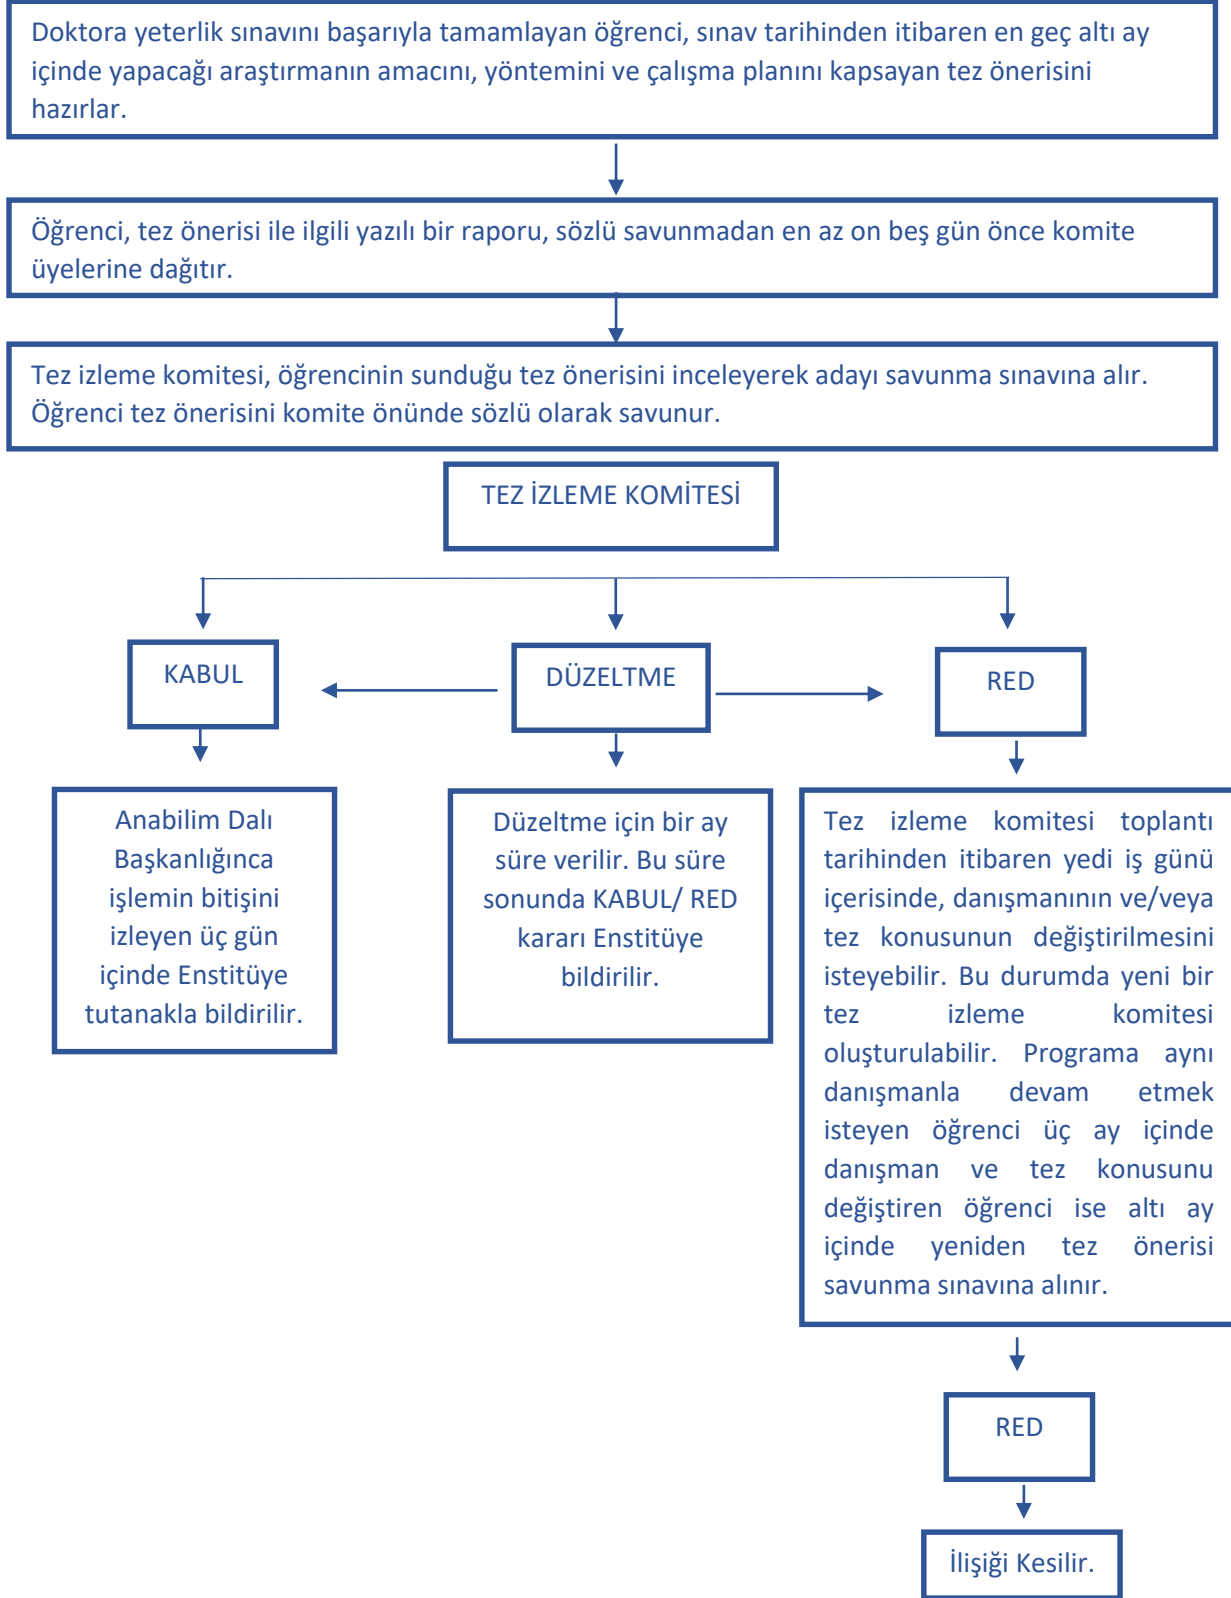 Doktora yeterlik sınavını başarıyla tamamlayan öğrenci, sınav tarihinden itibaren en geç altı ay
içinde yapacağı araştırmanın amacını, yöntemini ve çalışma planını kapsayan tez önerisini
hazırlar.
Öğrenci, tez önerisi ile ilgili yazılı bir raporu, sözlü savunmadan en az on beş gün önce komite
üyelerine dağıtır.
Tez izleme komitesi, öğrencinin sunduğu tez önerisini inceleyerek adayı savunma sınavına alır.
Öğrenci tez önerisini komite önünde sözlü olarak savunur.
TEZ İZLEME KOMİTESİ
KABUL
DÜZELTME
RED
Anabilim Dalı
Başkanlığınca
işlemin bitişini
izleyen üç gün
içinde Enstitüye
tutanakla bildirilir.
Düzeltme için bir ay
süre verilir. Bu süre
sonunda KABUL/ RED
kararı Enstitüye
bildirilir.
Tez izleme komitesi toplantı
tarihinden itibaren yedi iş günü
içerisinde, danışmanının ve/veya
tez konusunun değiştirilmesini
isteyebilir. Bu durumda yeni bir
tez izleme komitesi
oluşturulabilir. Programa aynı
danışmanla devam etmek
isteyen öğrenci üç ay içinde
danışman ve tez konusunu
değiştiren öğrenci ise altı ay
içinde yeniden tez önerisi
savunma sınavına alınır.
RED
İlişiği Kesilir.